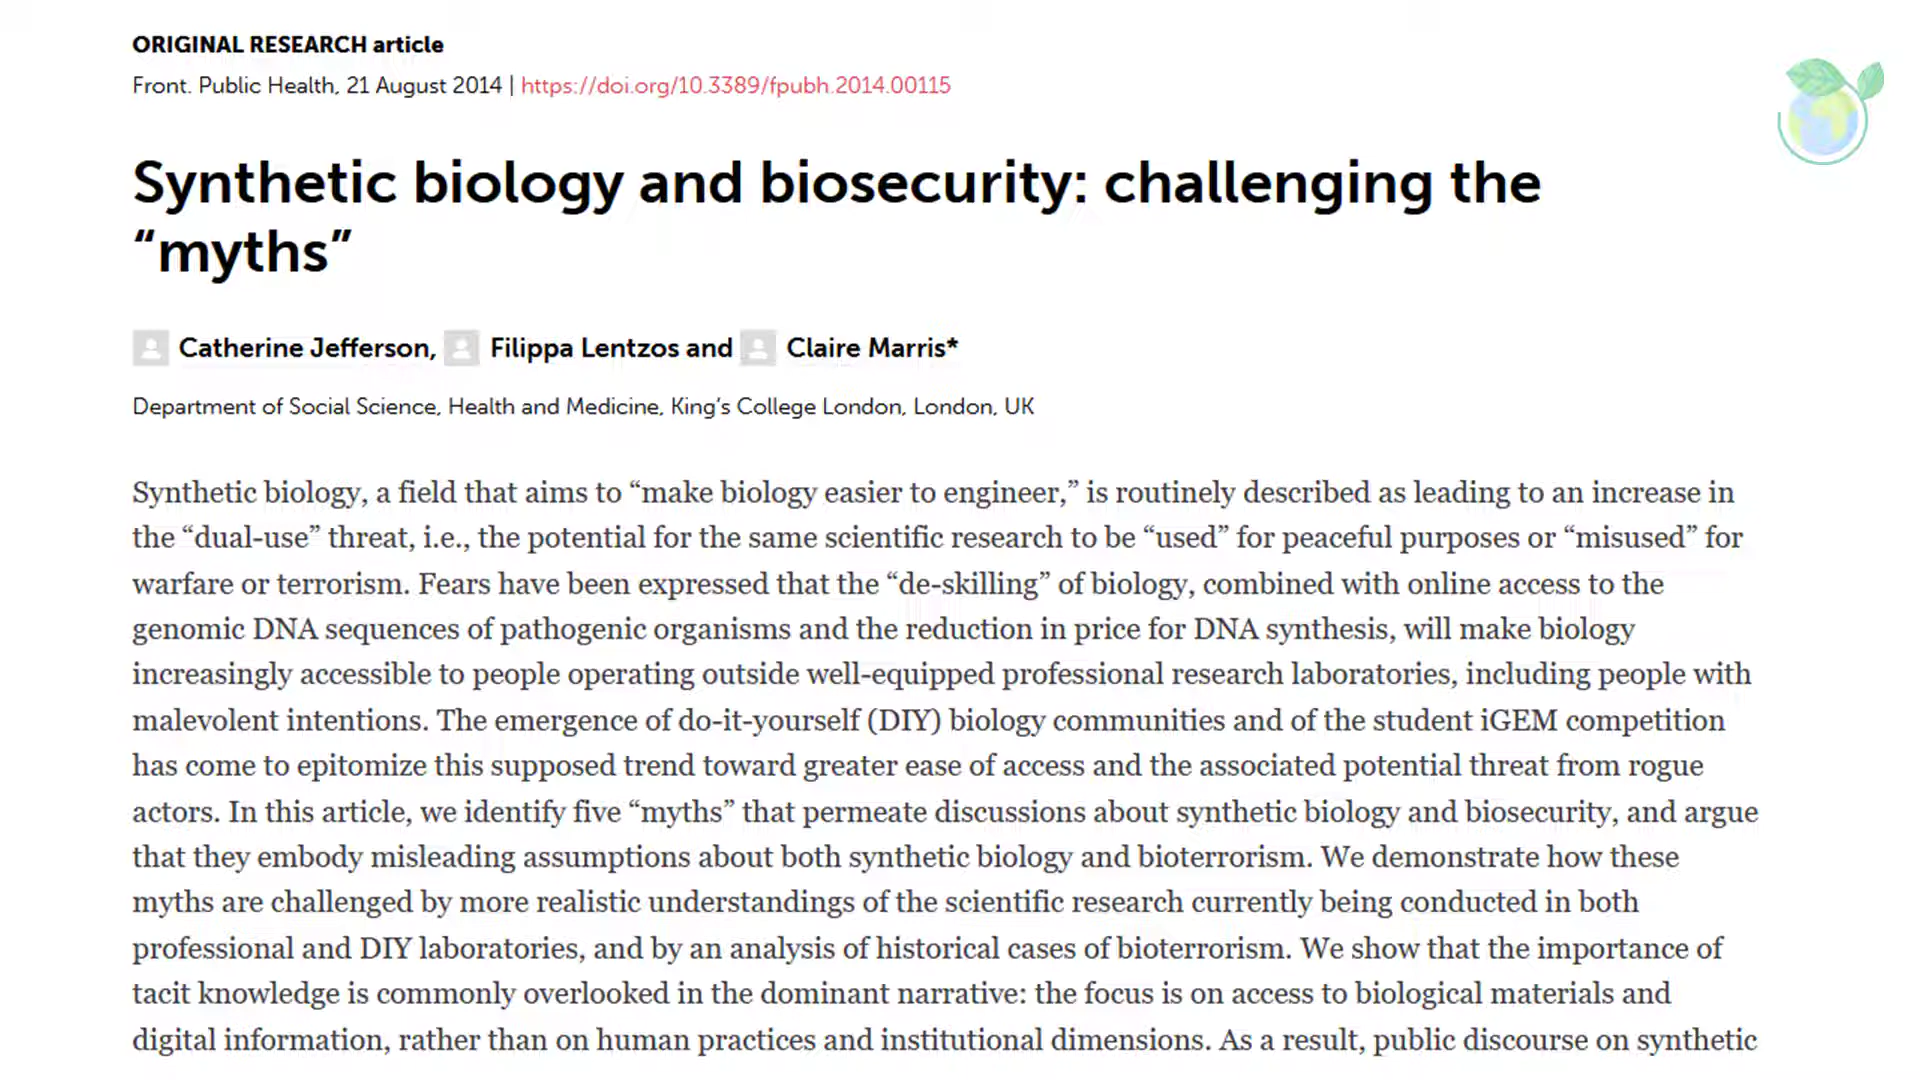 ORIGINAL RESEARCH article
Front. Public Health, 21 August 2014 | https://doi.org/10.3389/fpubh.2014.00115
Synthetic biology and biosecurity: challenging the
“myths”
Catherine Jefferson, Filippa Lentzos and Claire Marris*
Department of Social Science, Health and Medicine, King’s College London, London, UK
Synthetic biology, a field that aims to “make biology easier to engineer,” is routinely described as leading to an increase in
the “dual-use” threat, i.e., the potential for the same scientific research to be “used” for peaceful purposes or “misused” for
warfare or terrorism. Fears have been expressed that the “de-skilling” of biology, combined with online access to the
genomic DNA sequences of pathogenic organisms and the reduction in price for DNA synthesis, will make biology
increasingly accessible to people operating outside well-equipped professional research laboratories, including people with
malevolent intentions. The emergence of do-it-yourself (DIY) biology communities and of the student iGEM competition
has come to epitomize this supposed trend toward greater ease of access and the associated potential threat from rogue
actors. In this article, we identify five “myths” that permeate discussions about synthetic biology and biosecurity, and argue
that they embody misleading assumptions about both synthetic biology and bioterrorism. We demonstrate how these
myths are challenged by more realistic understandings of the scientific research currently being conducted in both
professional and DIY laboratories, and by an analysis of historical cases of bioterrorism. We show that the importance of
tacit knowledge is commonly overlooked in the dominant narrative: the focus is on access to biological materials and
digital information, rather than on human practices and institutional dimensions. As a result, public discourse on synthetic